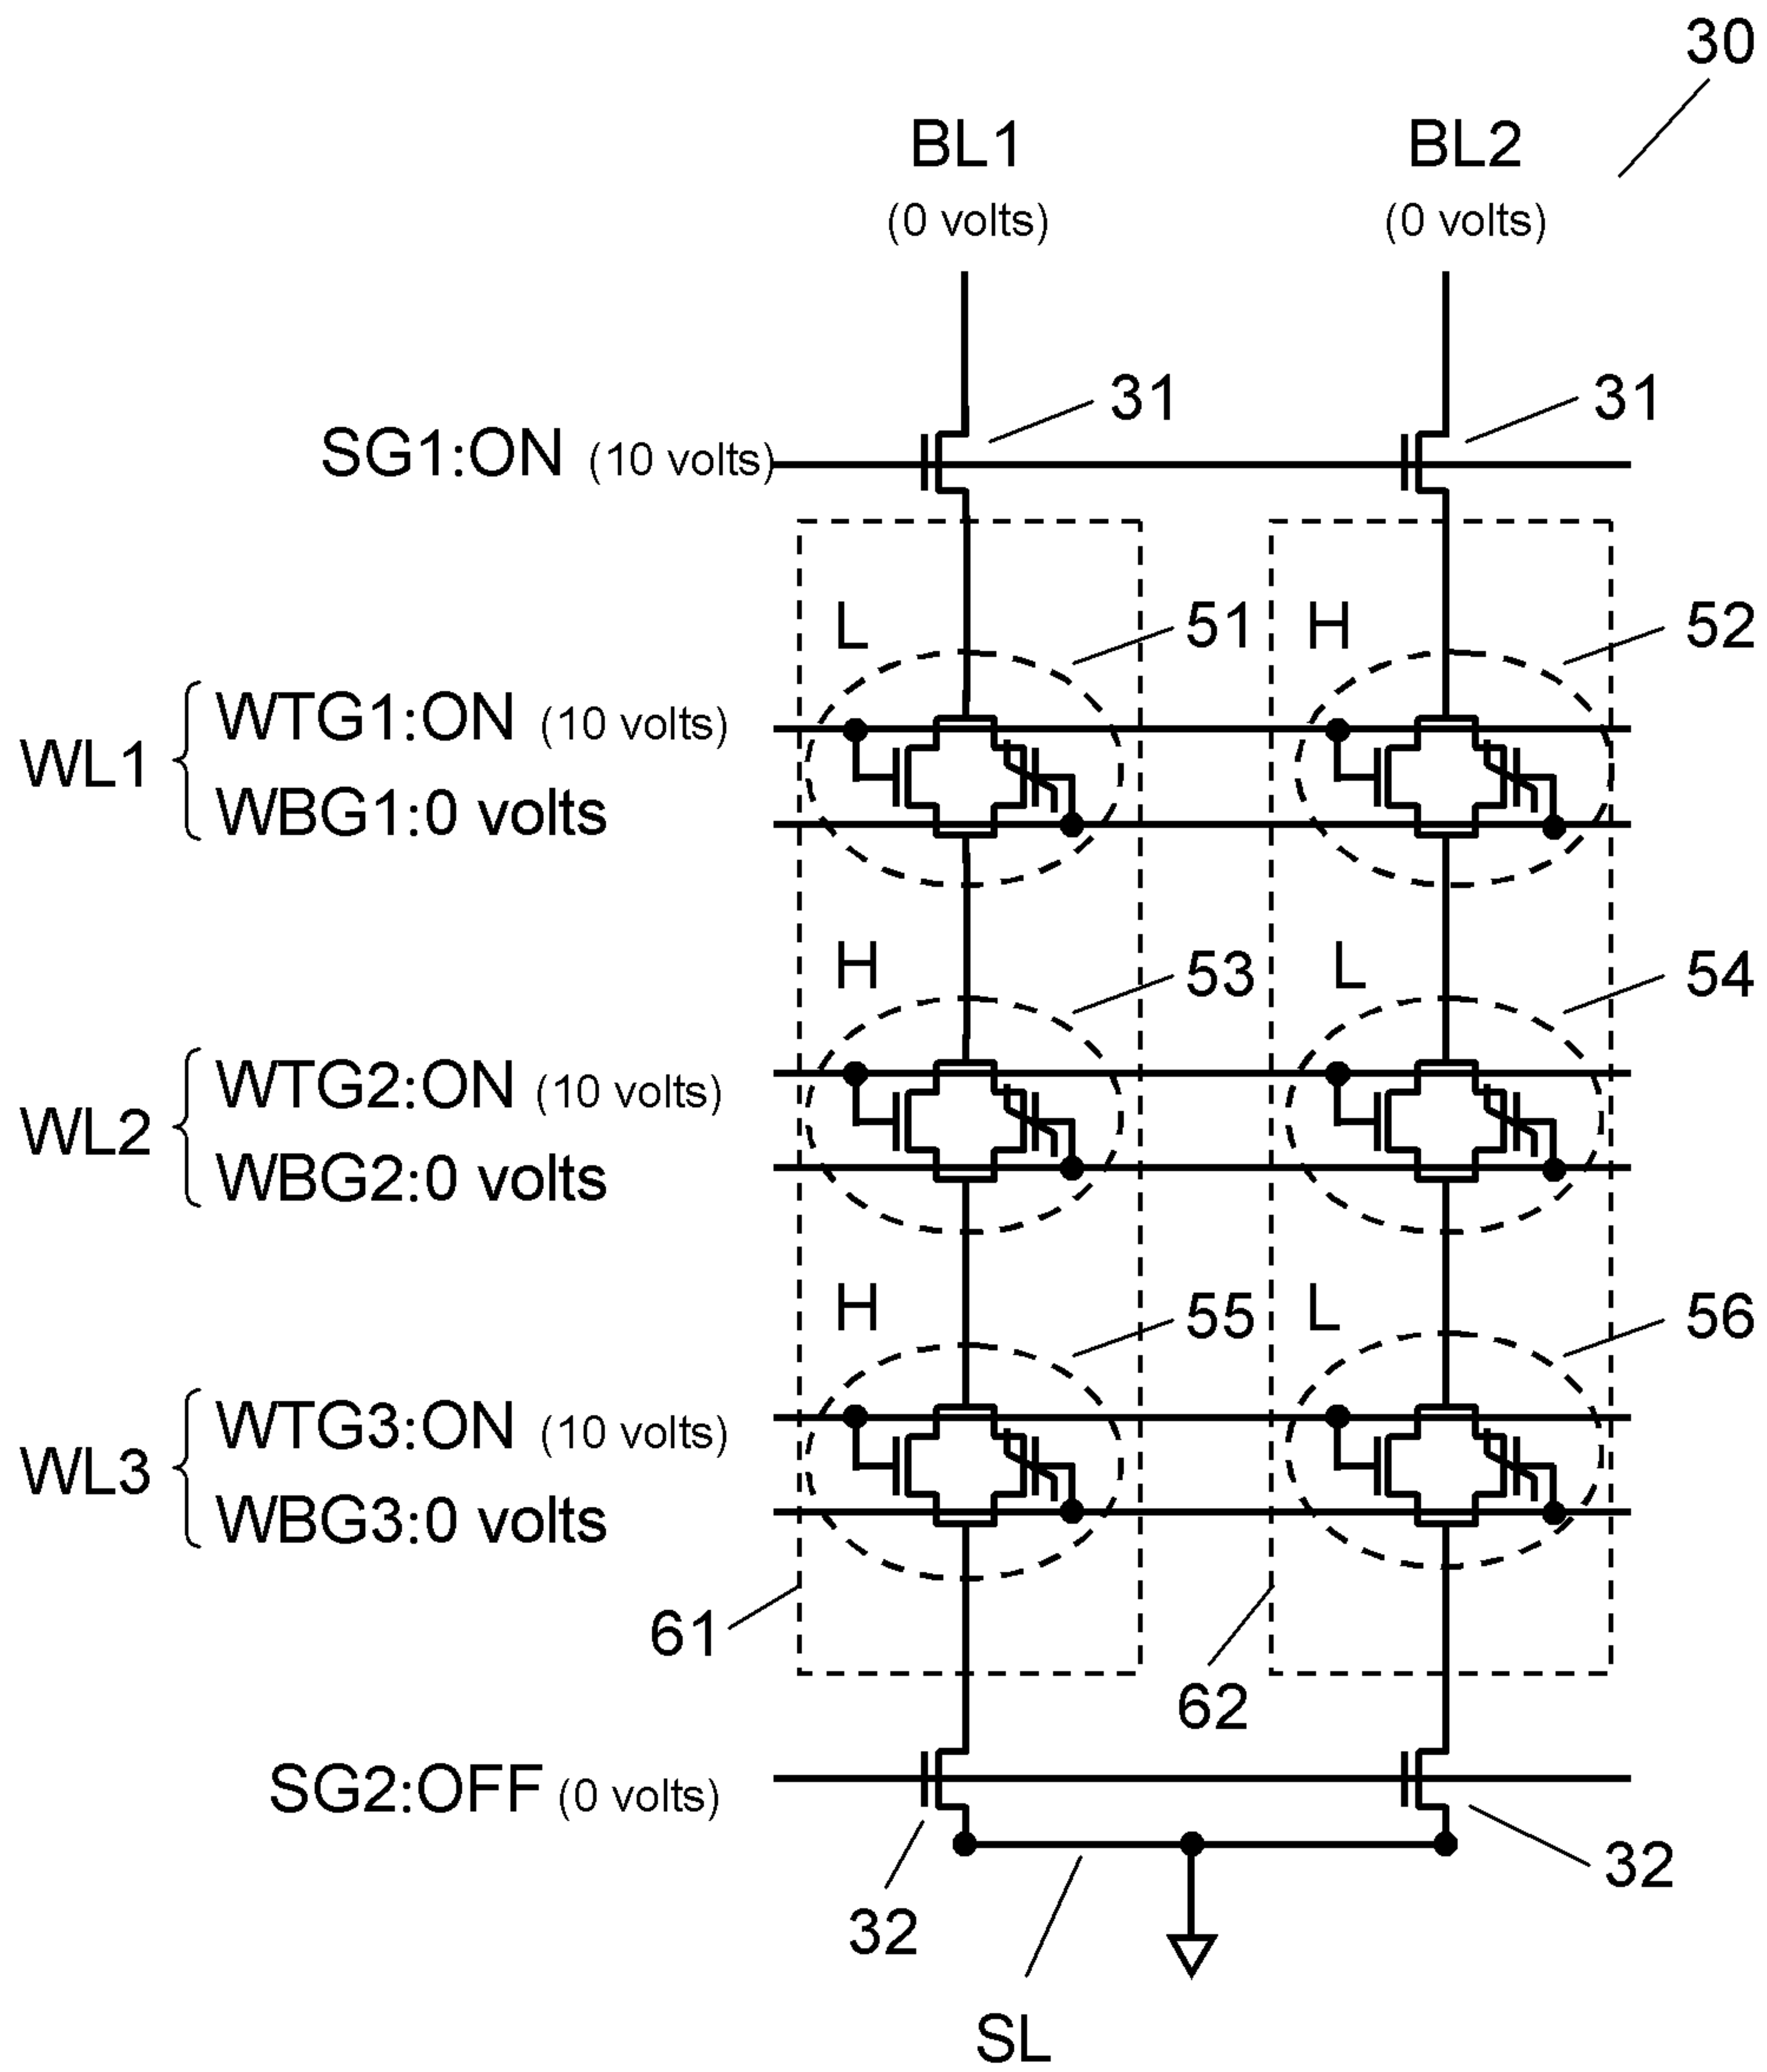 30
BL1 BL2
(0 volts) (0 volts)
31 31
SG1:ON (10 volts)
L 51 H 52
WTG1:ON (10 volts)
WL1
WBG1:0 volts
H 53 L 54
WTG2:ON (10 volts)
WL2
WBG2:0 volts
H 55 L 56
WTG3:ON (10 volts)
WL3
WBG3:0 volts
61
62
SG2:OFF (0 volts)
32
32
SL